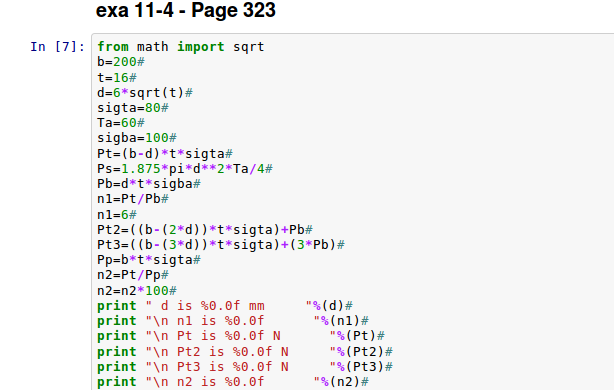 exa 11-4 - Page 323
In [7]: from math import sqrt
b=200#
t=16#
d=6*sqrt(t)#
sigta=80#
Ta=60#
sigba=100#
Pt=(b-d)*t*sigta#
Ps=1.875*pi*d**2*Ta/4#
Pb=d*t*sigba#
n1=Pt/Pb#
n1=6#
Pt2=((b-(2*d))*t*sigta)+Pb#
Pt3=((b-(3*d))*t*sigta)+(3*Pb)#
Pp=b*t*sigta#
n2=Pt/Pp#
n2=n2*100#
print " d is %0.0f mm     "%(d)#
print "\n n1 is %0.0f      "%(n1)#
print "\n Pt is %0.0f N      "%(Pt)#
print "\n Pt2 is %0.0f N     "%(Pt2)#
print "\n Pt3 is %0.0f N     "%(Pt3)#
print "\n n2 is %0.0f      "%(n2)#